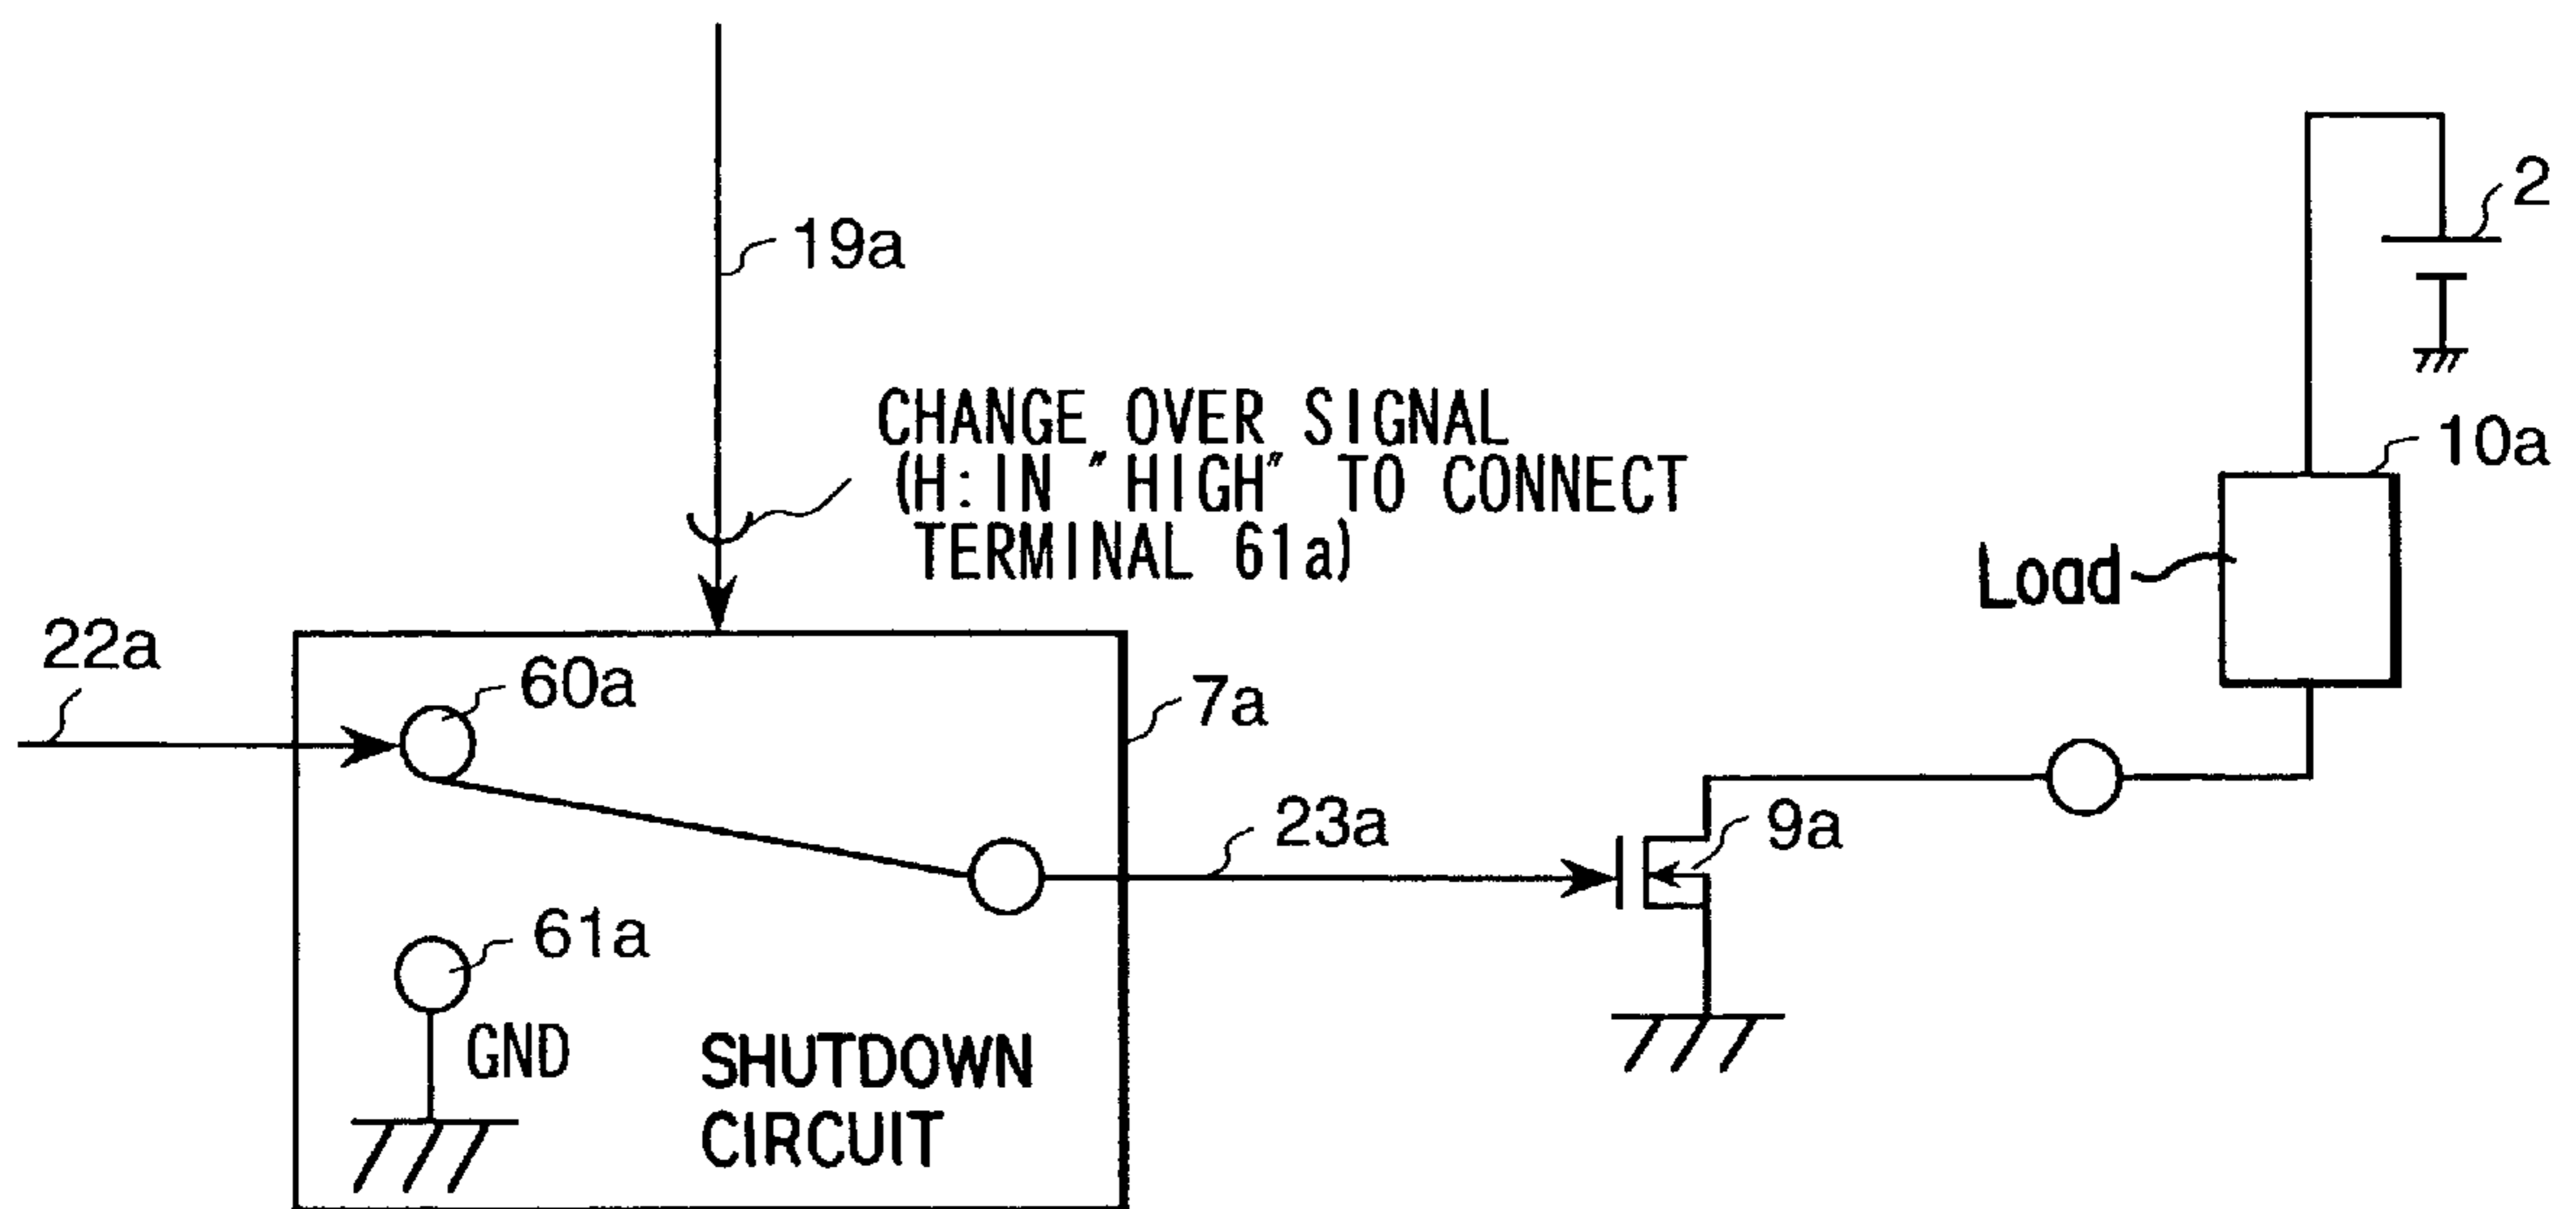 19a
2
CHANGE OVER SIGNAL
(H:IN "HIGH" TO CONNECT
TERMINAL 61a)
10a
Load
22a
60a
7a
23a
9a
61a
GND
SHUTDOWN
CIRCUIT